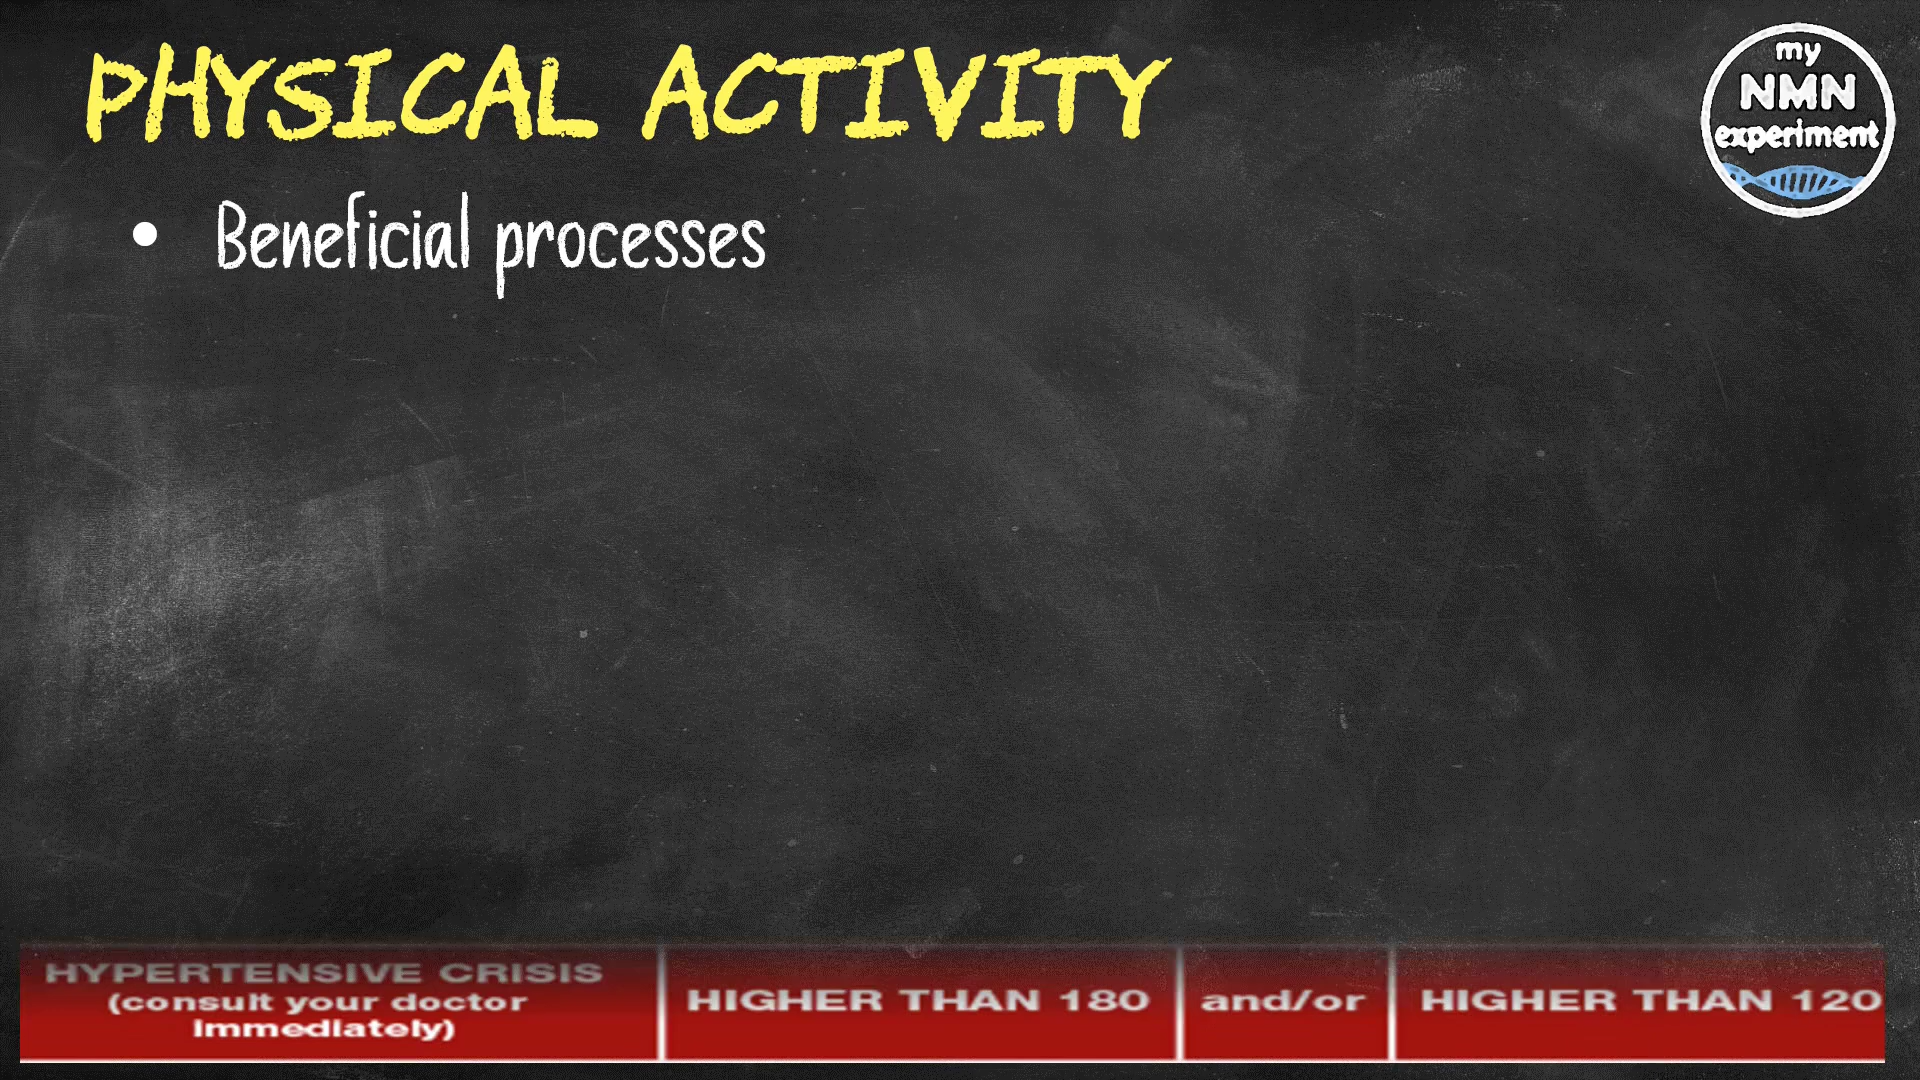 PHYSICAL ACTIVITY
my
NMN
experiment
• Beneficial processes
HYPERTENSIVE CRISIS
(consult your doctor
immediately)
HIGHER THAN 180
and/or
HIGHER THAN 120